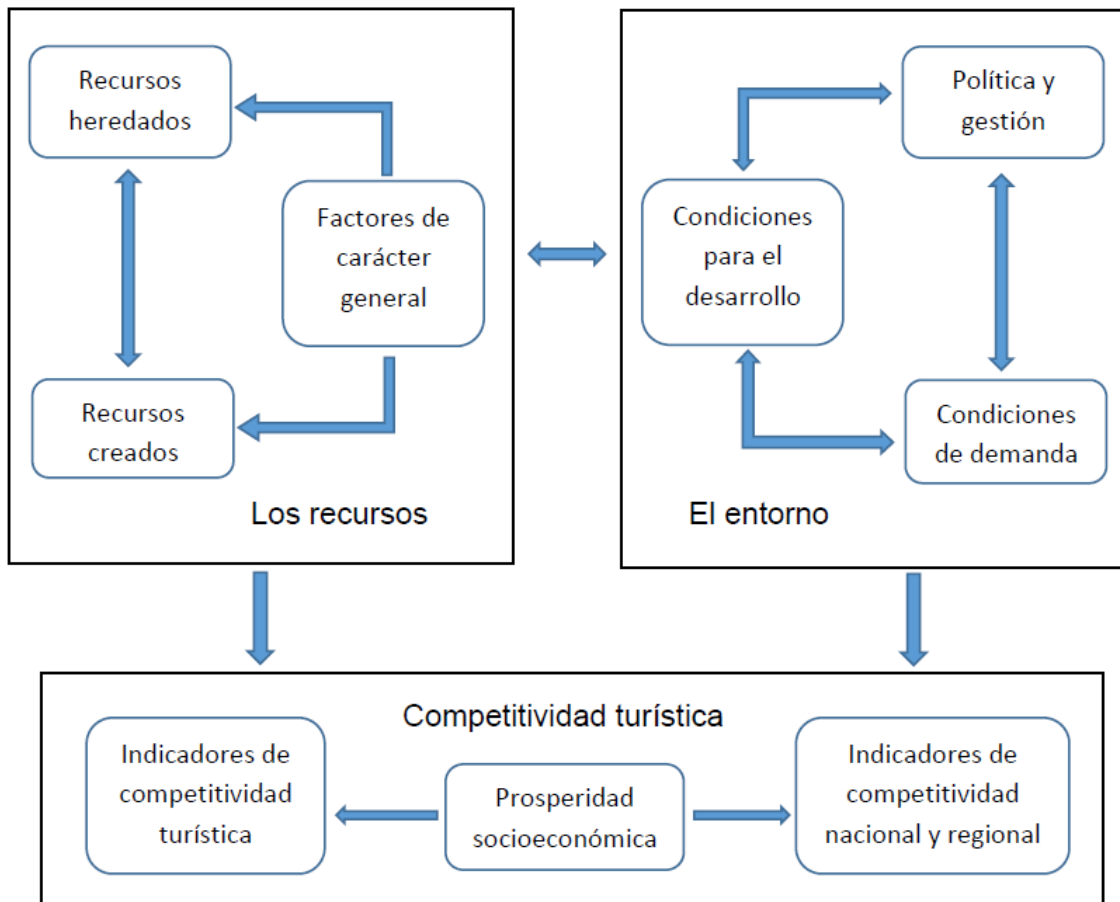 Recursos
heredados
Factores de
carácter
general
Recursos
creados
Los recursos
Política y
gestión
Condiciones
para el
desarrollo
Condiciones
de demanda
El entorno
Competitividad turística
Indicadores de
competitividad
turística
Prosperidad
socioeconómica
Indicadores de
competitividad
nacional y regional